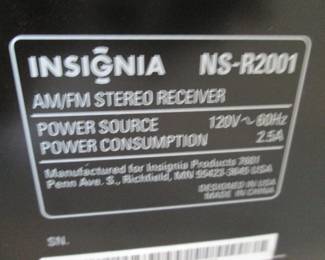 INSIGNIA NS-R2001
AM/FM STEREO RECEIVER
POWER SOURCE 120V~ 60Hz
POWER CONSUMPTION 2.5A
Manufactured for Insignia Products 7601
Penn Ave. S., Richfield, MN 55423-3645 USA
DESIGNED IN USA
MADE IN CHINA
SN.